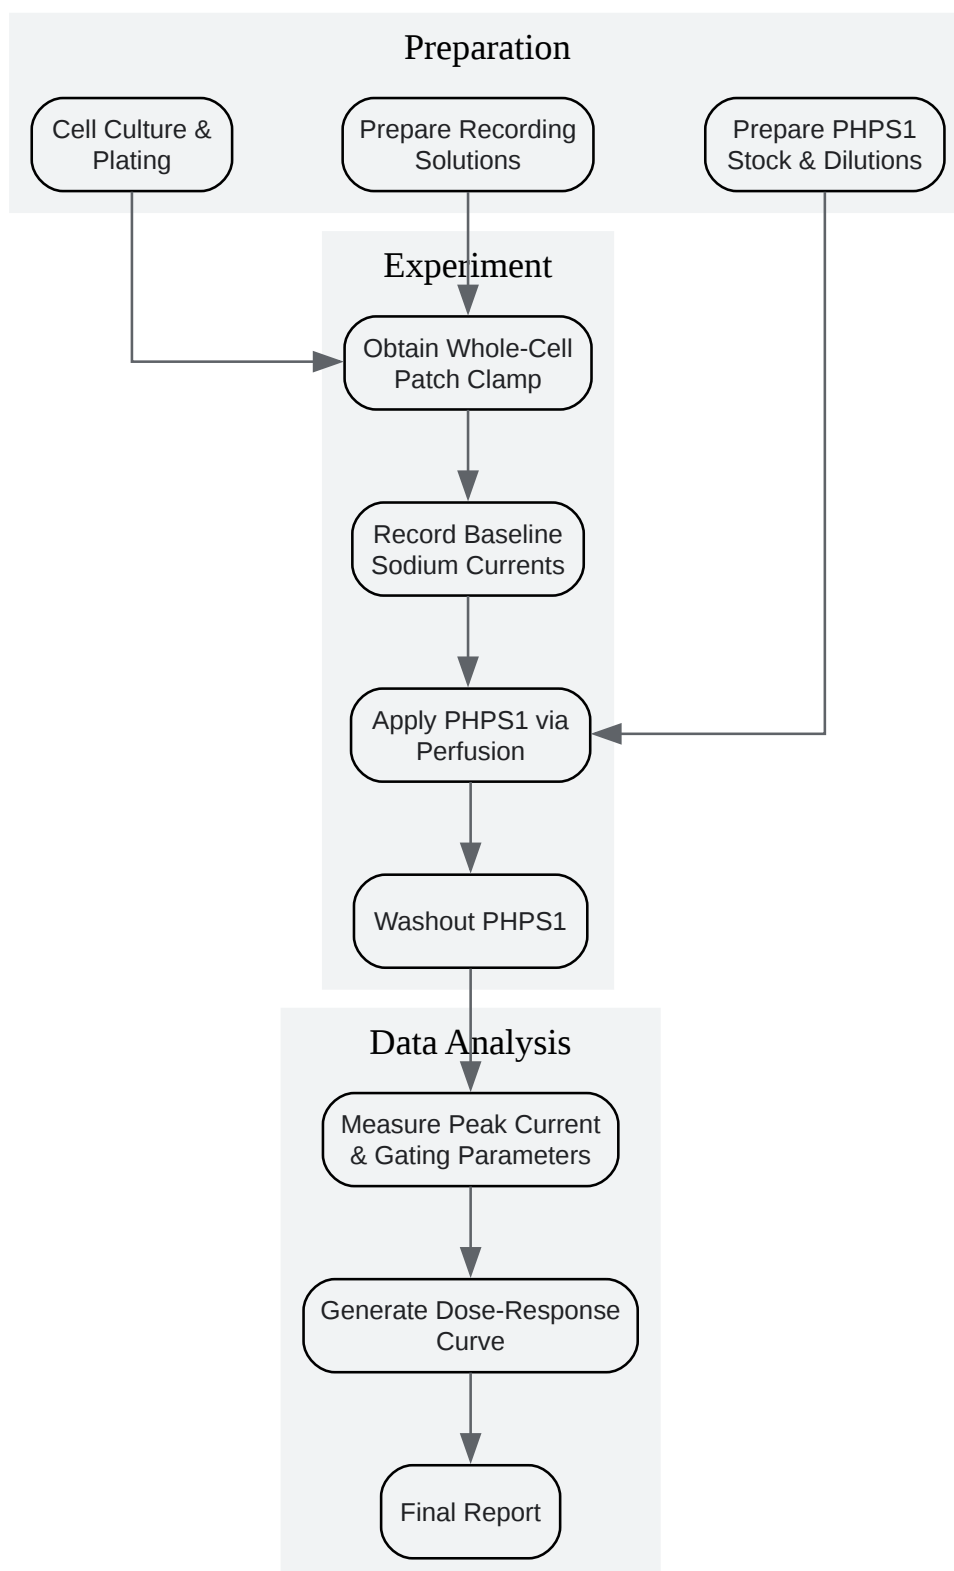 Preparation
Cell Culture &
Plating
Prepare Recording
Solutions
Prepare PHPS1
Stock & Dilutions
Experiment
Obtain Whole-Cell
Patch Clamp
Record Baseline
Sodium Currents
Apply PHPS1 via
Perfusion
Washout PHPS1
Data Analysis
Measure Peak Current
& Gating Parameters
Generate Dose-Response
Curve
Final Report